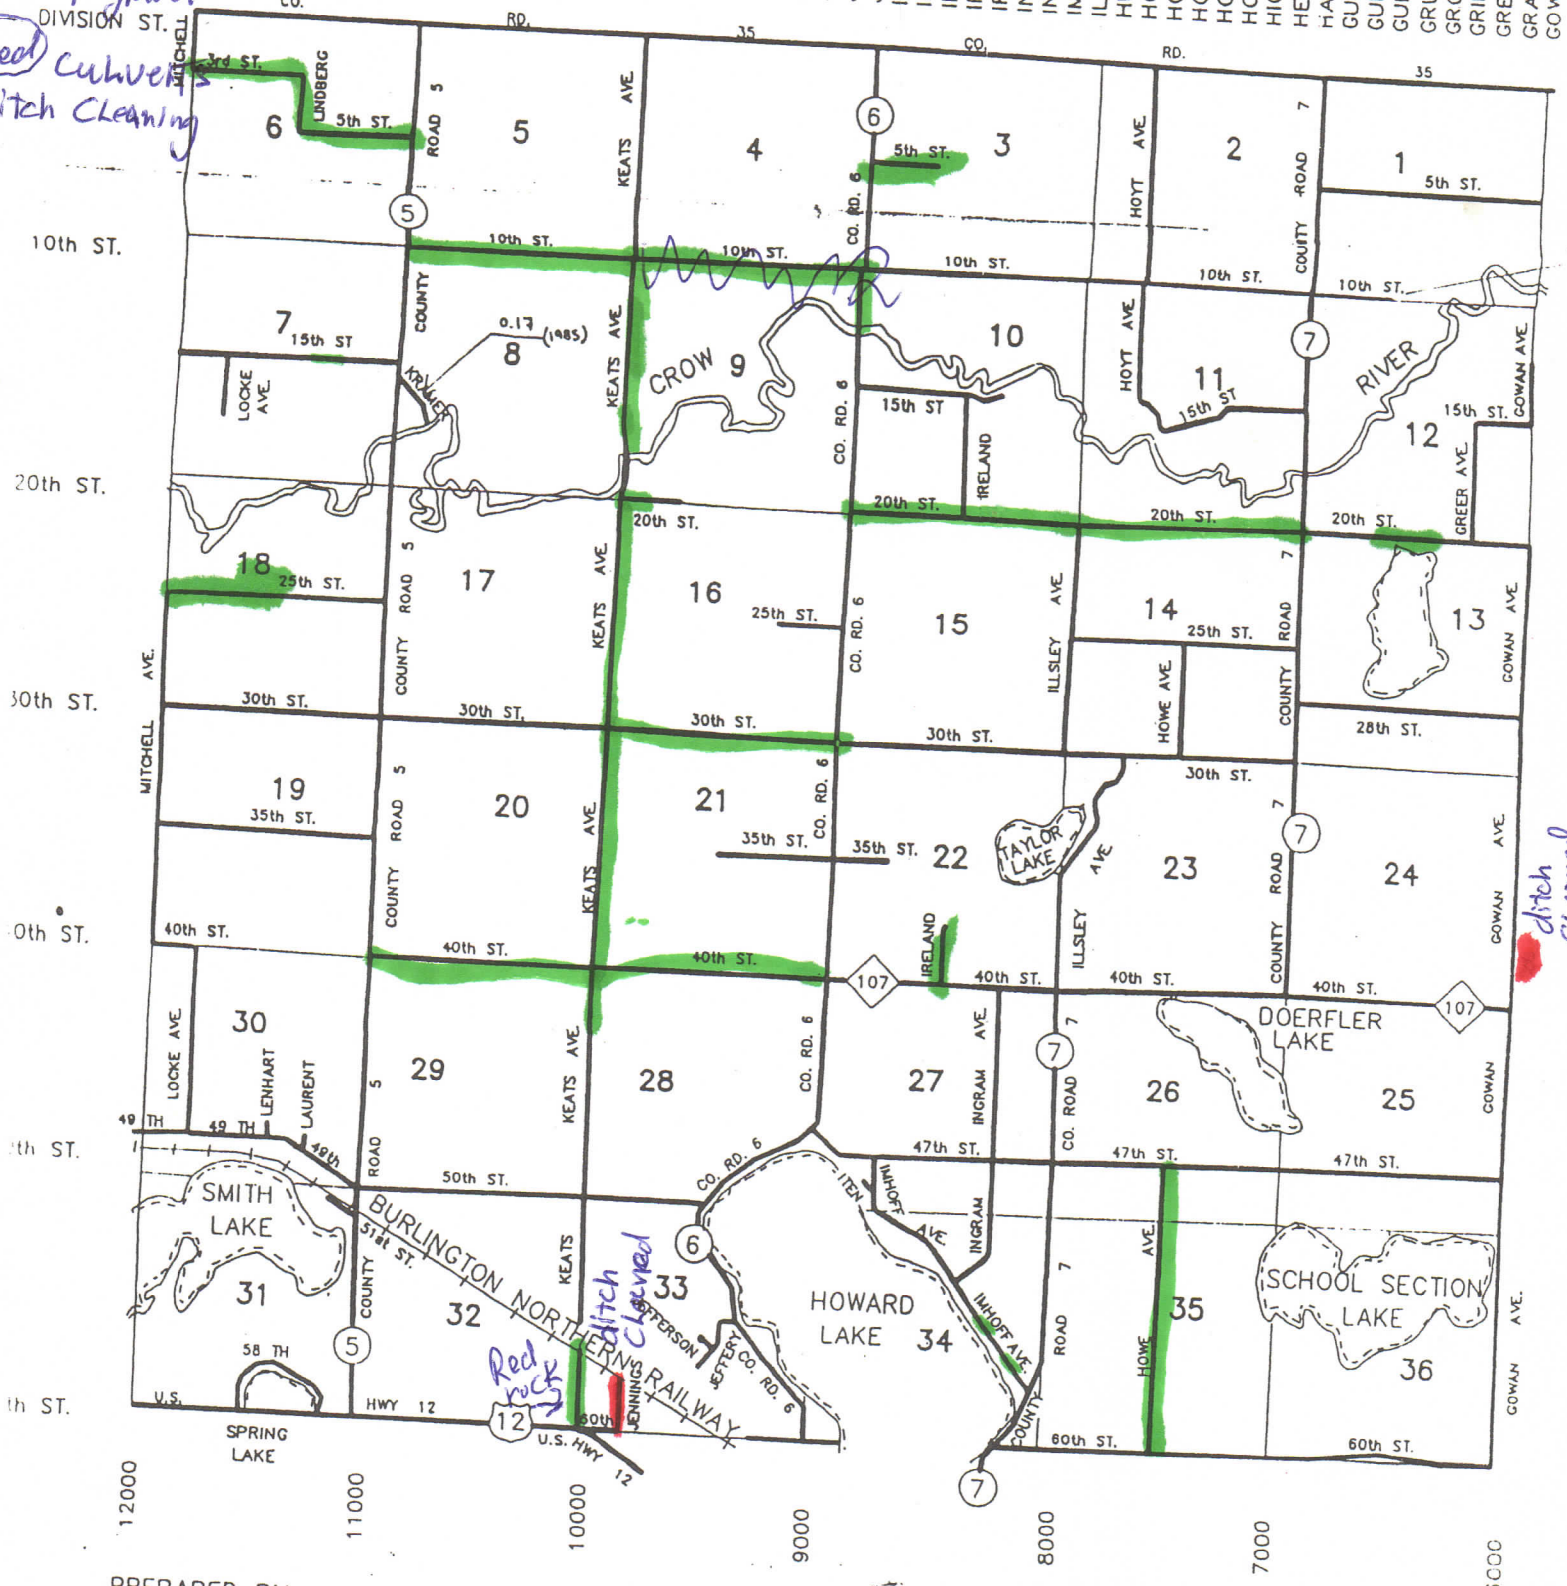 DIVISION ST.
Culverts
Ditch Cleaning
CO.
RD.
35
CO.
RD.
35
MITCHELL
3rd ST.
LINDBERG
5th ST.
6
ROAD 5
5
KEATS AVE.
4
6
5th ST.
3
CO. RD. 6
HOYT AVE.
2
COUNTY ROAD 7
1
5th ST.
5
10th ST.
10th ST.
10th ST.
10th ST.
10th ST.
10th ST.
7
15th ST
LOCKE AVE.
COUNTY
KRAMER
0.17 (1985)
8
KEATS AVE.
CROW
9
CO. RD. 6
10
15th ST
IRELAND
HOYT AVE.
11
15th ST
7
RIVER
12
15th ST.
GOWAN AVE.
GREER AVE.
20th ST.
20th ST.
20th ST.
20th ST.
20th ST.
18
25th ST.
COUNTY ROAD 5
17
KEATS AVE.
16
25th ST.
CO. RD. 6
15
ILLSLEY AVE.
14
25th ST.
HOWE AVE.
COUNTY ROAD 7
13
GOWAN AVE.
MITCHELL AVE.
30th ST.
30th ST.
30th ST.
30th ST.
30th ST.
30th ST.
28th ST.
19
35th ST.
COUNTY ROAD 5
20
KEATS AVE.
21
35th ST.
CO. RD. 6
35th ST.
22
TAYLOR LAKE
ILLSLEY AVE.
23
COUNTY ROAD 7
7
24
GOWAN AVE.
ditch
40th ST.
40th ST.
40th ST.
107
IRELAND
40th ST.
40th ST.
40th ST.
107
30
LOCKE AVE.
LENHART
LAURENT
49 TH
49 TH
49th
ROAD 5
29
KEATS AVE.
28
CO. RD. 6
27
INGRAM AVE.
7
CO. ROAD 7
26
DOERFLER
LAKE
25
GOWAN
50th ST.
CO. RD. 6
47th ST.
47th ST.
47th ST.
SMITH
LAKE
31
51st ST.
BURLINGTON NORTHERN RAILWAY
COUNTY
5
32
KEATS
ditch
Cleaned
33
6
JEFFERSON
JEFFERY
CO. RD. 6
ITEN
IMHOFF AVE.
INGRAM
IMHOFF AVE.
HOWARD
LAKE
34
ROAD 7
COUNTY
HOWE AVE.
35
SCHOOL SECTION
LAKE
36
GOWAN AVE.
58 TH
U.S.
HWY 12
SPRING
LAKE
Red
rock
12
60th
JENNINGS
U.S. HWY 12
7
60th ST.
60th ST.
12000
11000
10000
9000
8000
7000